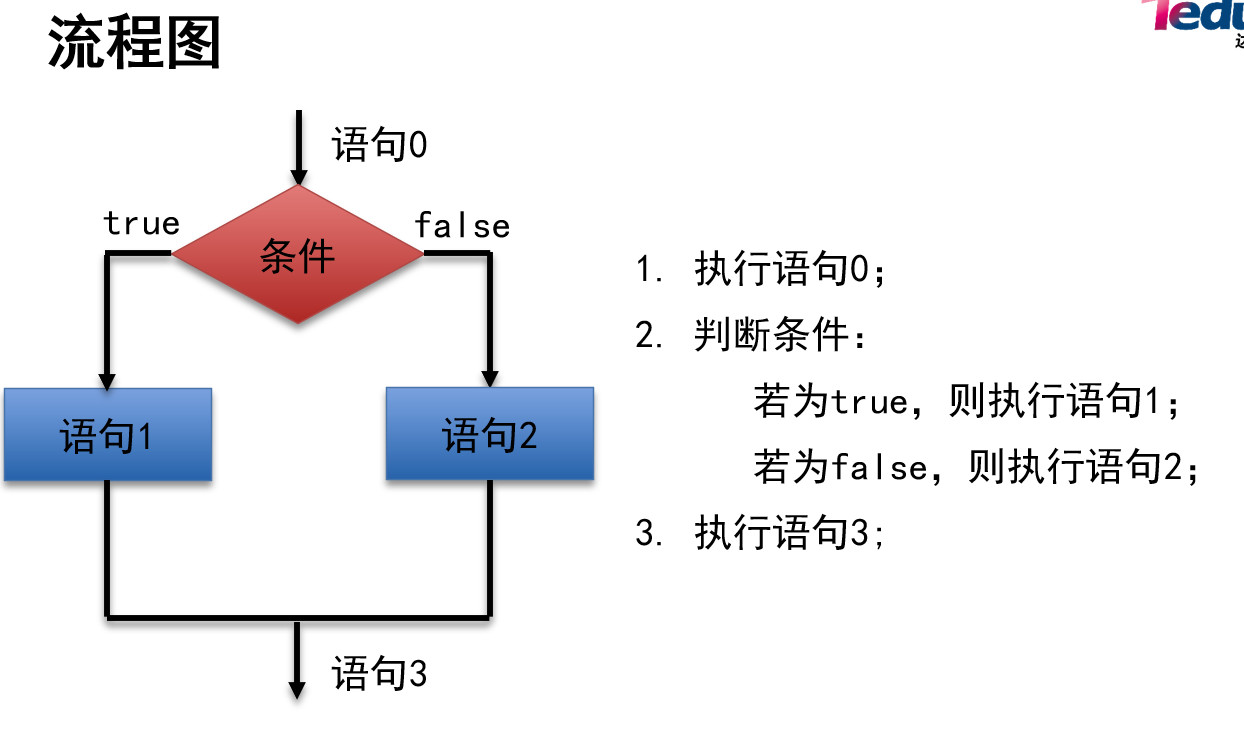 流程图
Tedu
语句0
true
false
条件
语句1
语句2
语句3
1. 执行语句0;
2. 判断条件:
若为true，则执行语句1;
若为false，则执行语句2;
3. 执行语句3;